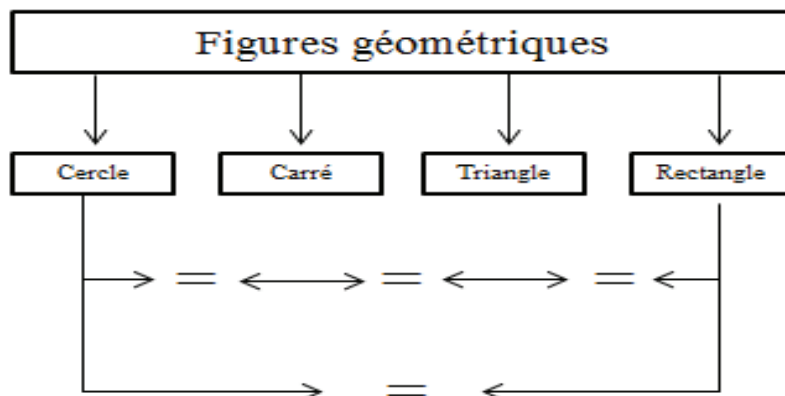 Figures géométriques
Cercle Carré Triangle Rectangle
= = =
=